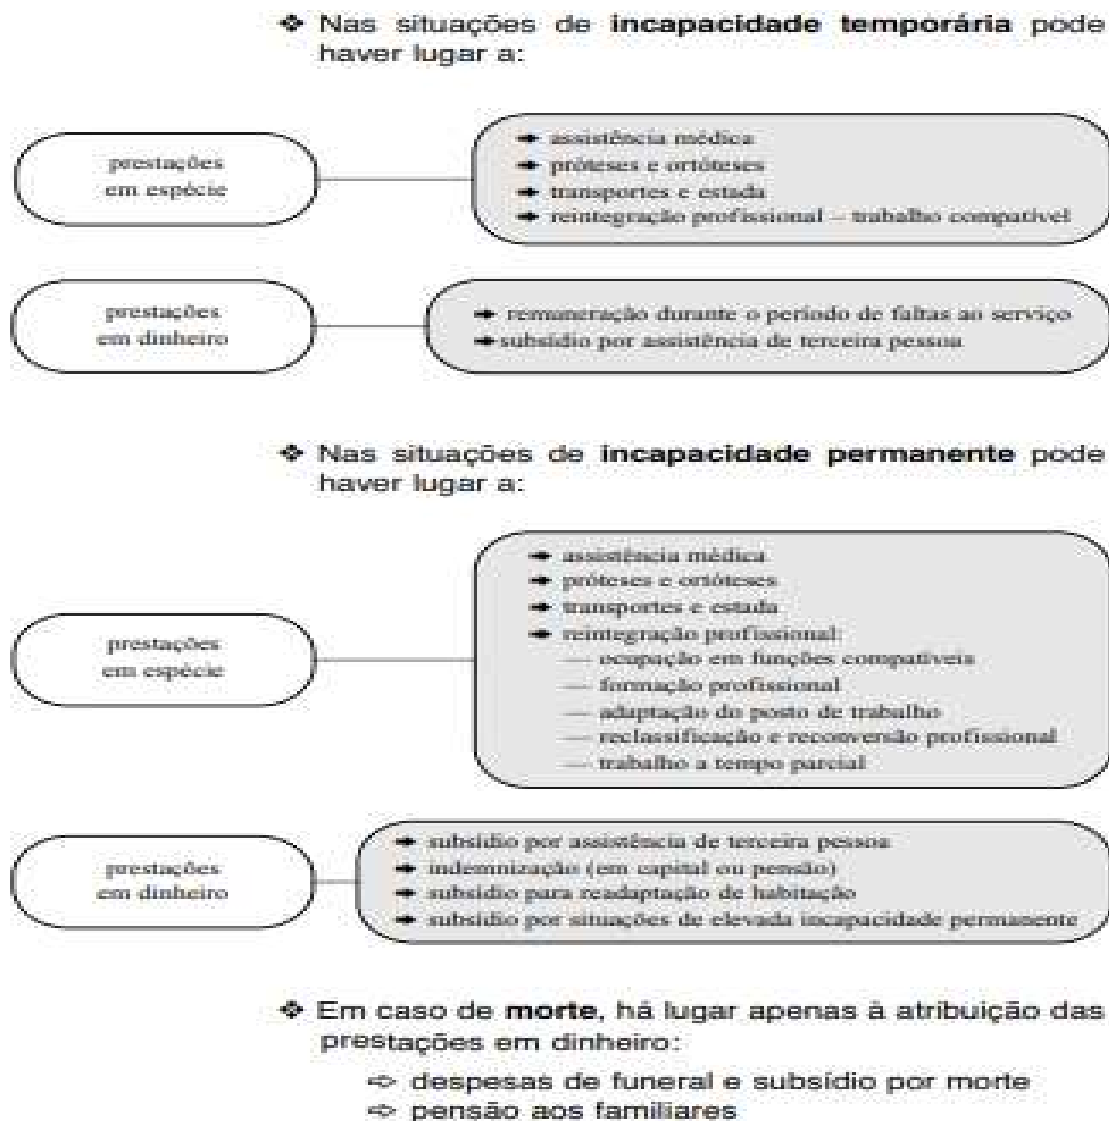 ❖ Nas situações de incapacidade temporária pode
haver lugar a:
prestações
em espécie
➨ assistência médica
➨ próteses e ortóteses
➨ transportes e estada
➨ reintegração profissional – trabalho compatível
prestações
em dinheiro
➨ remuneração durante o período de faltas ao serviço
➨ subsídio por assistência de terceira pessoa
❖ Nas situações de incapacidade permanente pode
haver lugar a:
prestações
em espécie
➨ assistência médica
➨ próteses e ortóteses
➨ transportes e estada
➨ reintegração profissional:
— ocupação em funções compatíveis
— formação profissional
— adaptação do posto de trabalho
— reclassificação e reconversão profissional
— trabalho a tempo parcial
prestações
em dinheiro
➨ subsídio por assistência de terceira pessoa
➨ indemnização (em capital ou pensão)
➨ subsídio para readaptação de habitação
➨ subsídio por situações de elevada incapacidade permanente
❖ Em caso de morte, há lugar apenas à atribuição das
prestações em dinheiro:
⇨ despesas de funeral e subsídio por morte
⇨ pensão aos familiares